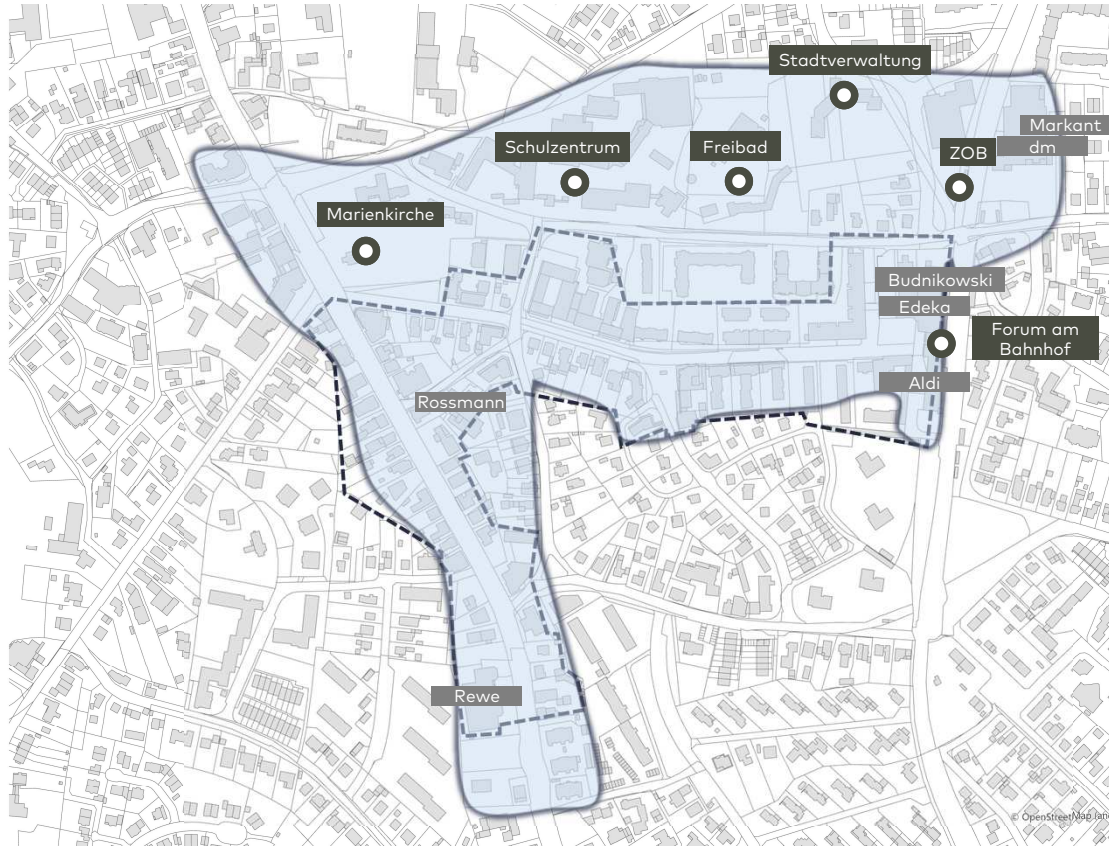 Stadtverwaltung
Markant
dm
Schulzentrum
Freibad
ZOB
Marienkirche
Budnikowski
Edeka
Forum am
Bahnhof
Aldi
Rossmann
Rewe
© OpenStreetMap